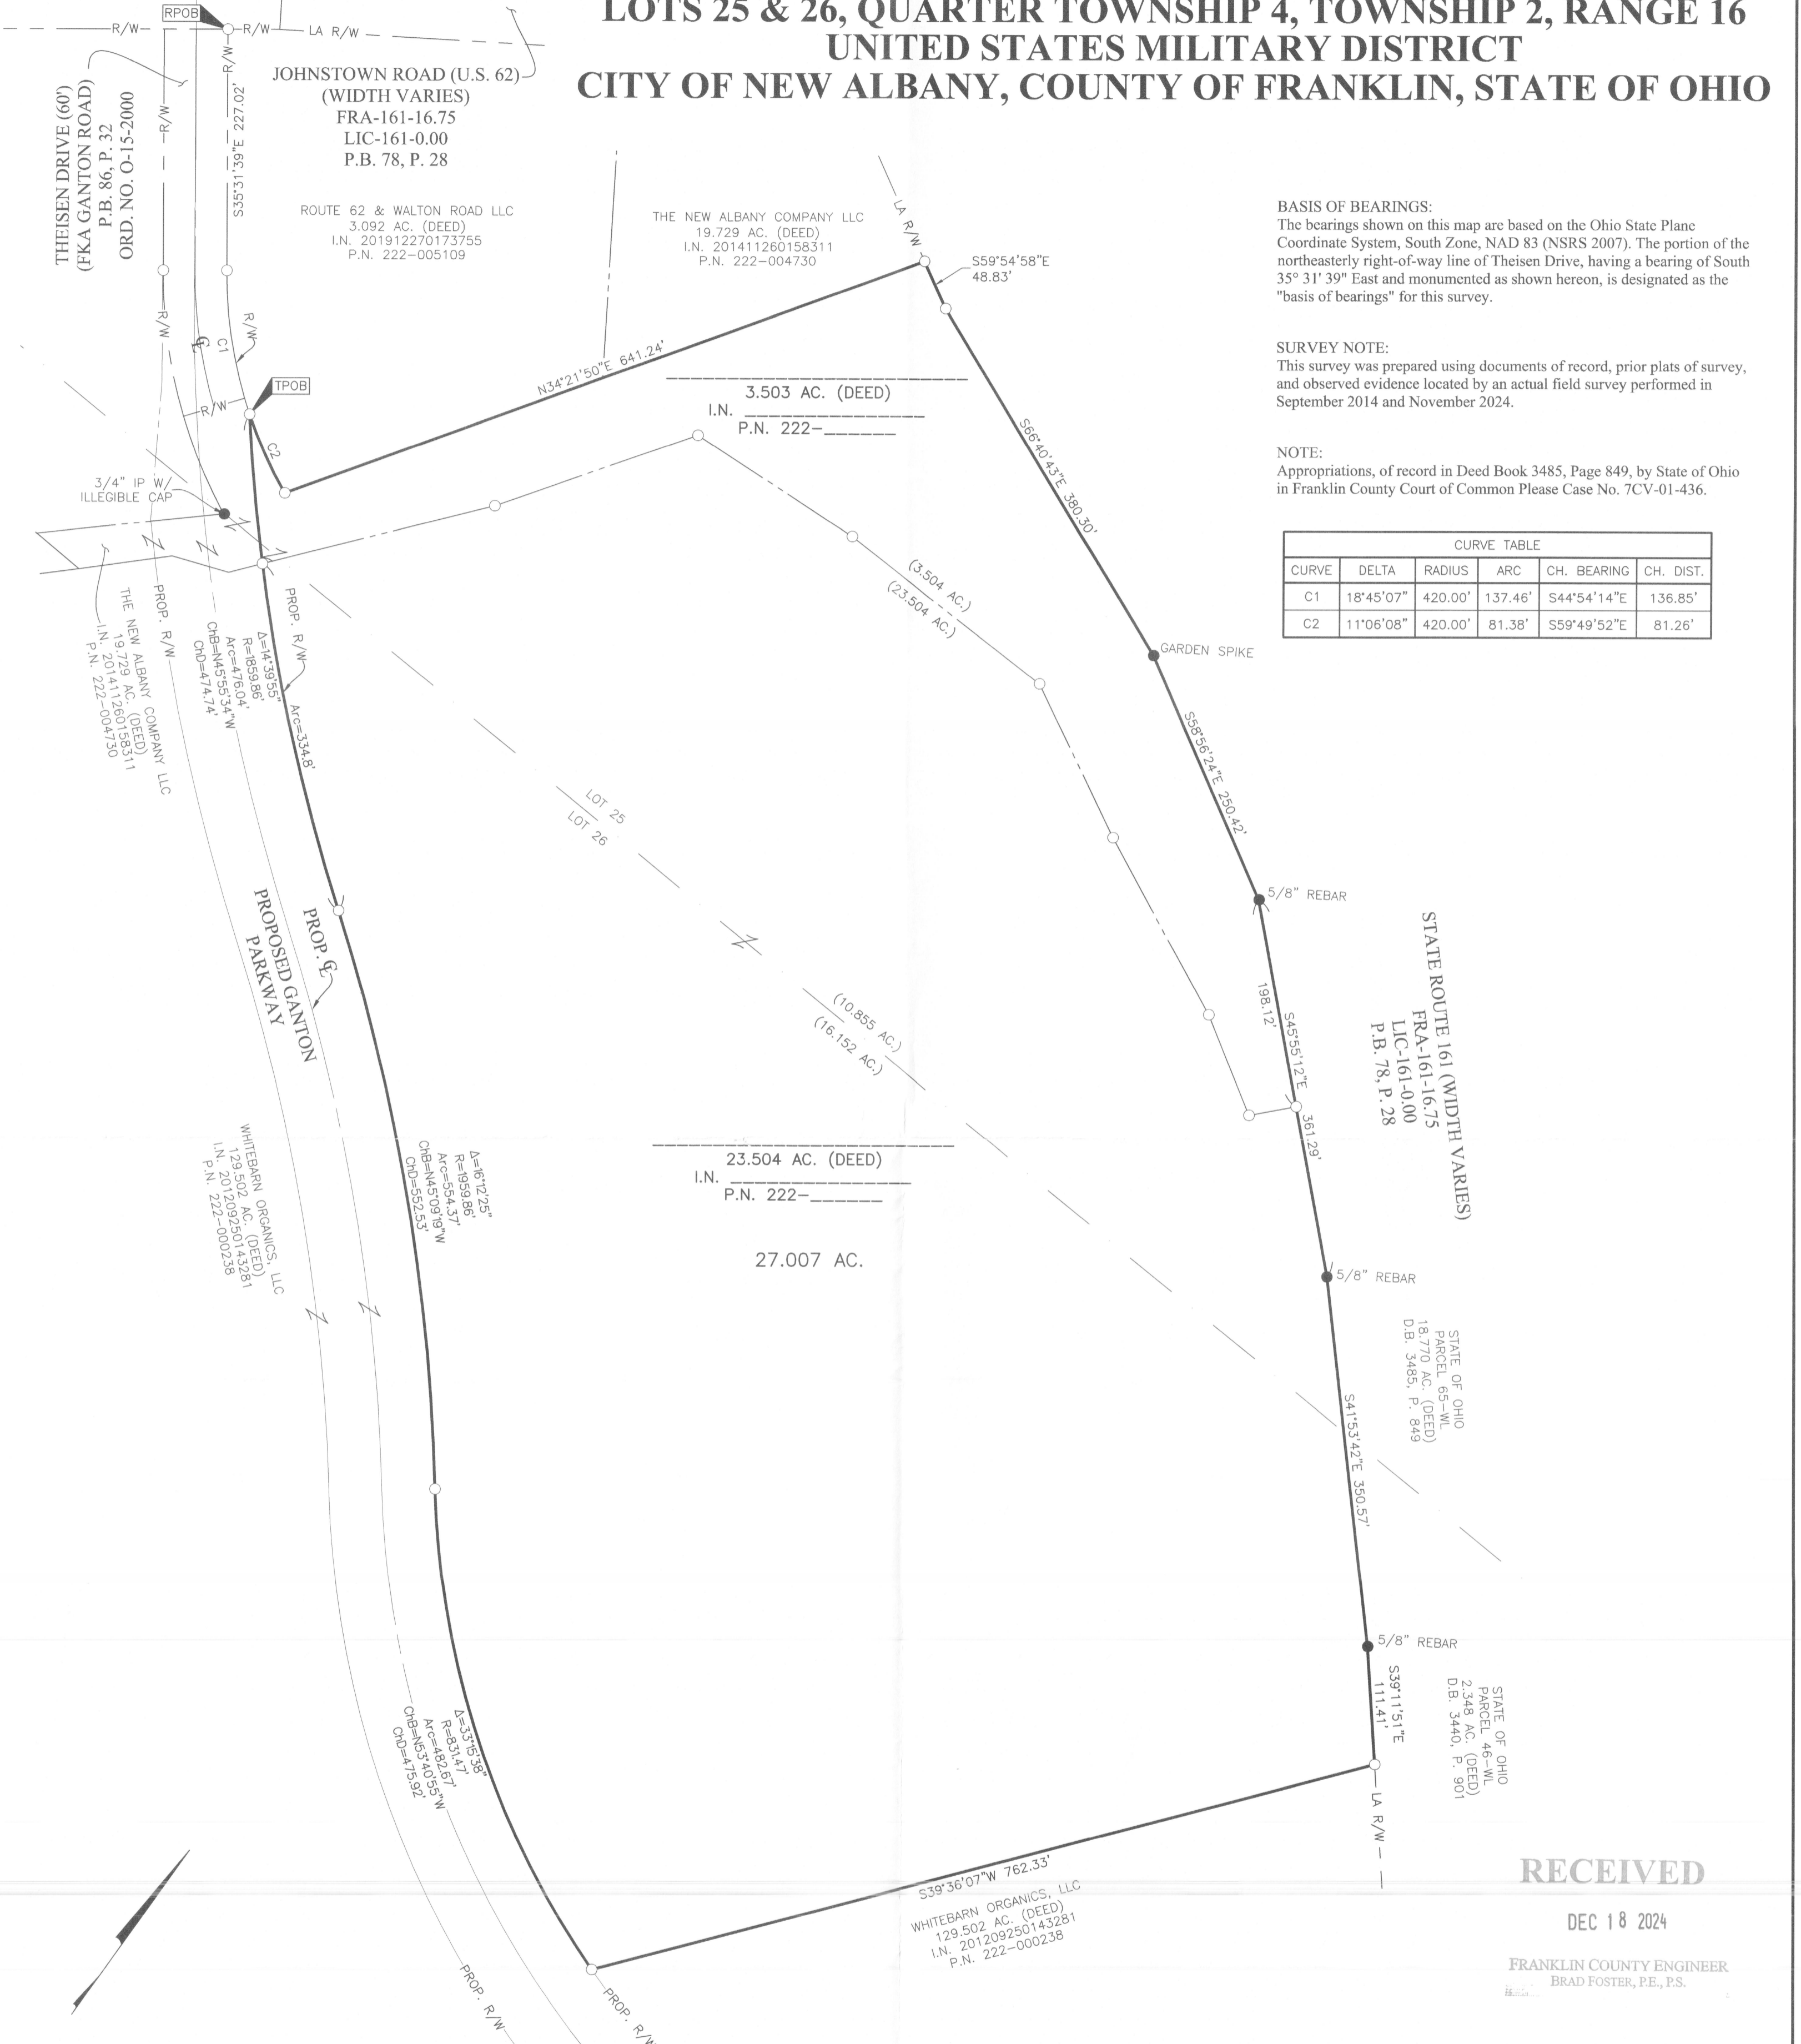 LOTS 25 & 26, QUARTER TOWNSHIP 4, TOWNSHIP 2, RANGE 16
UNITED STATES MILITARY DISTRICT
CITY OF NEW ALBANY, COUNTY OF FRANKLIN, STATE OF OHIO
RPOB
R/W
R/W
LA R/W
R/W
R/W
S35°31'39"E 227.02'
THEISEN DRIVE (60')
(FKA GANTON ROAD)
P.B. 86, P. 32
ORD. NO. O-15-2000
JOHNSTOWN ROAD (U.S. 62)
(WIDTH VARIES)
FRA-161-16.75
LIC-161-0.00
P.B. 78, P. 28
ROUTE 62 & WALTON ROAD LLC
3.092 AC. (DEED)
I.N. 201912270173755
P.N. 222-005109
THE NEW ALBANY COMPANY LLC
19.729 AC. (DEED)
I.N. 201411260158311
P.N. 222-004730
LA R/W
S59°54'58"E
48.83'
BASIS OF BEARINGS:
The bearings shown on this map are based on the Ohio State Plane
Coordinate System, South Zone, NAD 83 (NSRS 2007). The portion of the
northeasterly right-of-way line of Theisen Drive, having a bearing of South
35° 31' 39" East and monumented as shown hereon, is designated as the
"basis of bearings" for this survey.
SURVEY NOTE:
This survey was prepared using documents of record, prior plats of survey,
and observed evidence located by an actual field survey performed in
September 2014 and November 2024.
NOTE:
Appropriations, of record in Deed Book 3485, Page 849, by State of Ohio
in Franklin County Court of Common Please Case No. 7CV-01-436.
CURVE TABLE
CURVE DELTA RADIUS ARC CH. BEARING CH. DIST.
C1 18°45'07" 420.00' 137.46' S44°54'14"E 136.85'
C2 11°06'08" 420.00' 81.38' S59°49'52"E 81.26'
R/W
R/W
C1
TPOB
R/W
C2
N34°21'50"E 641.24'
3.503 AC. (DEED)
I.N.
P.N. 222-
3/4" IP W/
ILLEGIBLE CAP
S66°40'43"E 380.30'
(3.504 AC.)
(23.504 AC.)
GARDEN SPIKE
THE NEW ALBANY COMPANY LLC
19.729 AC. (DEED)
I.N. 201411260158311
P.N. 222-004730
PROP. R/W
PROP. R/W
Δ=14°39'55"
R=1859.86'
Arc=476.04'
ChB=N45°55'34"W
ChD=474.74'
Arc=334.8'
S58°56'24"E 250.42'
LOT 25
LOT 26
5/8" REBAR
PROPOSED GANTON
PARKWAY
PROP. ℄
(10.855 AC.)
(16.152 AC.)
198.12'
S45°55'12"E
361.29'
STATE ROUTE 161 (WIDTH VARIES)
FRA-161-16.75
LIC-161-0.00
P.B. 78, P. 28
WHITEBARN ORGANICS, LLC
129.502 AC. (DEED)
I.N. 201209250143281
P.N. 222-000238
Δ=16°12'25"
R=1959.86'
Arc=554.37'
ChB=N45°09'19"W
ChD=552.53'
23.504 AC. (DEED)
I.N.
P.N. 222-
27.007 AC.
5/8" REBAR
STATE OF OHIO
PARCEL 65-WL
18.770 AC. (DEED)
D.B. 3485, P. 849
S41°53'42"E 350.57'
5/8" REBAR
S39°11'51"E
111.41'
STATE OF OHIO
PARCEL 46-WL
2.348 AC. (DEED)
D.B. 3440, P. 901
Δ=33°15'38"
R=831.47'
Arc=482.67'
ChB=N53°40'55"W
ChD=475.92'
LA R/W
S39°36'07"W 762.33'
WHITEBARN ORGANICS, LLC
129.502 AC. (DEED)
I.N. 201209250143281
P.N. 222-000238
PROP. R/W
PROP. R/W
RECEIVED
DEC 18 2024
FRANKLIN COUNTY ENGINEER
BRAD FOSTER, P.E., P.S.